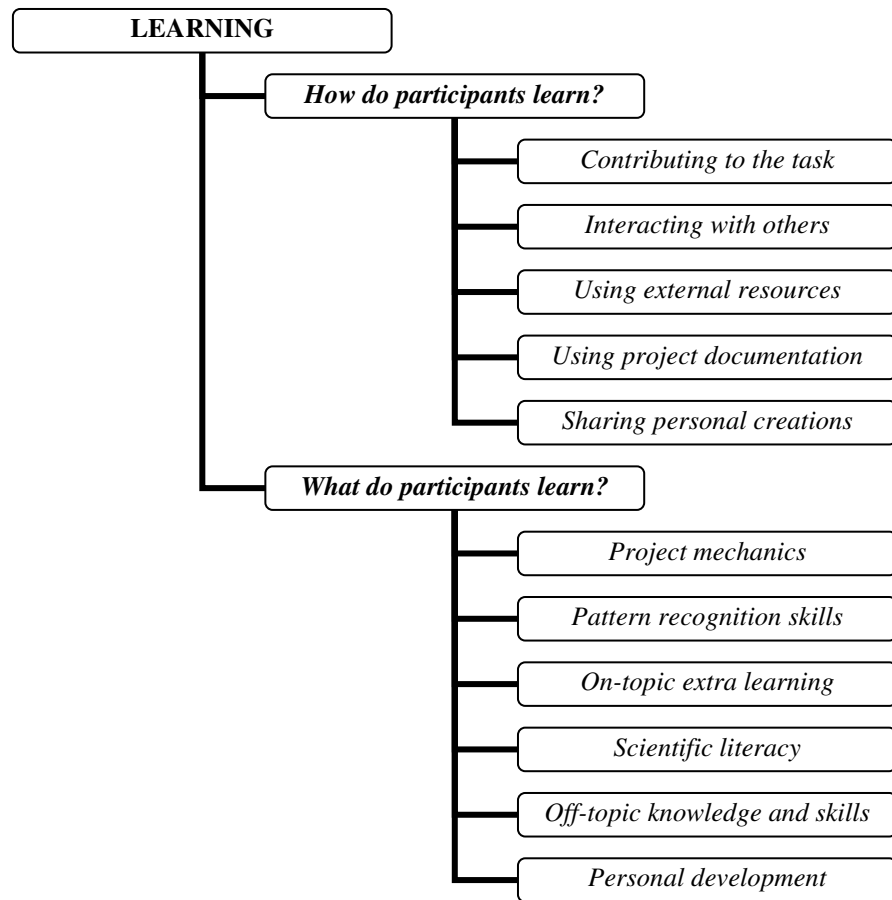 LEARNING
How do participants learn?
Contributing to the task
Interacting with others
Using external resources
Using project documentation
Sharing personal creations
What do participants learn?
Project mechanics
Pattern recognition skills
On-topic extra learning
Scientific literacy
Off-topic knowledge and skills
Personal development